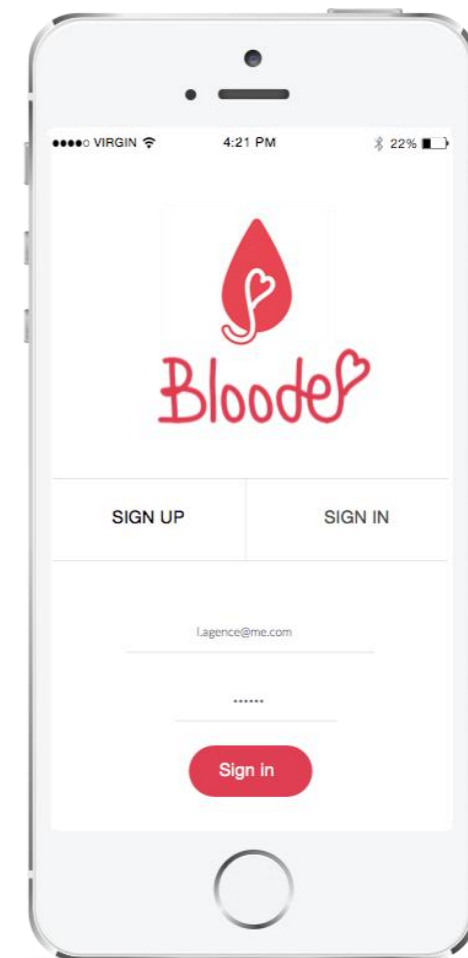 VIRGIN 4:21 PM 22%
Blooder
SIGN UP SIGN IN
l.agence@me.com
••••••
Sign in